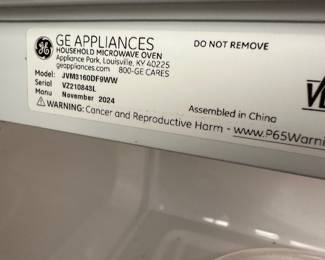 GE APPLIANCES
DO NOT REMOVE
HOUSEHOLD MICROWAVE OVEN
Appliance Park, Louisville, KY 40225
geappliances.com 800-GE CARES
Model: JVM3160DF9WW
Serial VZ210843L
Manu November 2024
Assembled in China
WARNING: Cancer and Reproductive Harm - www.P65Warni